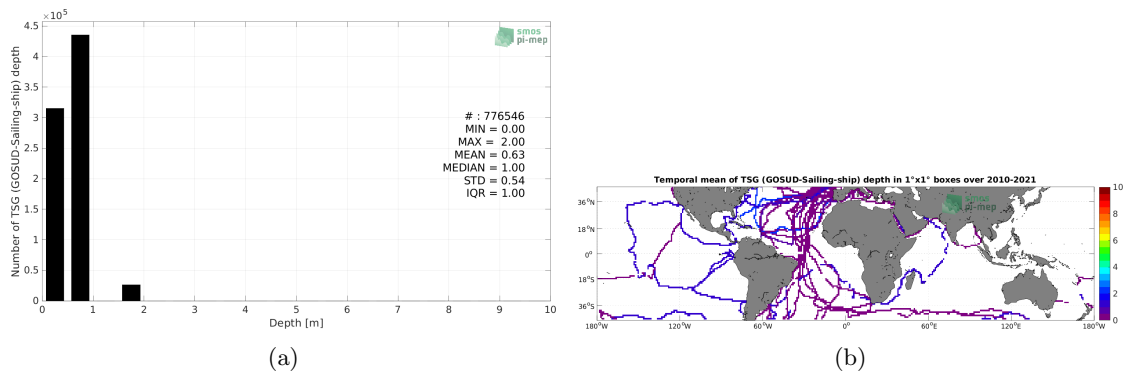 ×10⁵
4.5
4
3.5
3
2.5
2
1.5
1
0.5
0
Number of TSG (GOSUD-Sailing-ship) depth
smos
pi-mep
# : 776546
MIN = 0.00
MAX = 2.00
MEAN = 0.63
MEDIAN = 1.00
STD = 0.54
IQR = 1.00
0 1 2 3 4 5 6 7 8 9 10
Depth [m]
(a)
Temporal mean of TSG (GOSUD-Sailing-ship) depth in 1°x1° boxes over 2010-2021
smos
pi-mep
36°N
18°N
0°
18°S
36°S
180°W 120°W 60°W 0° 60°E 120°E 180°W
10
8
6
4
2
0
(b)